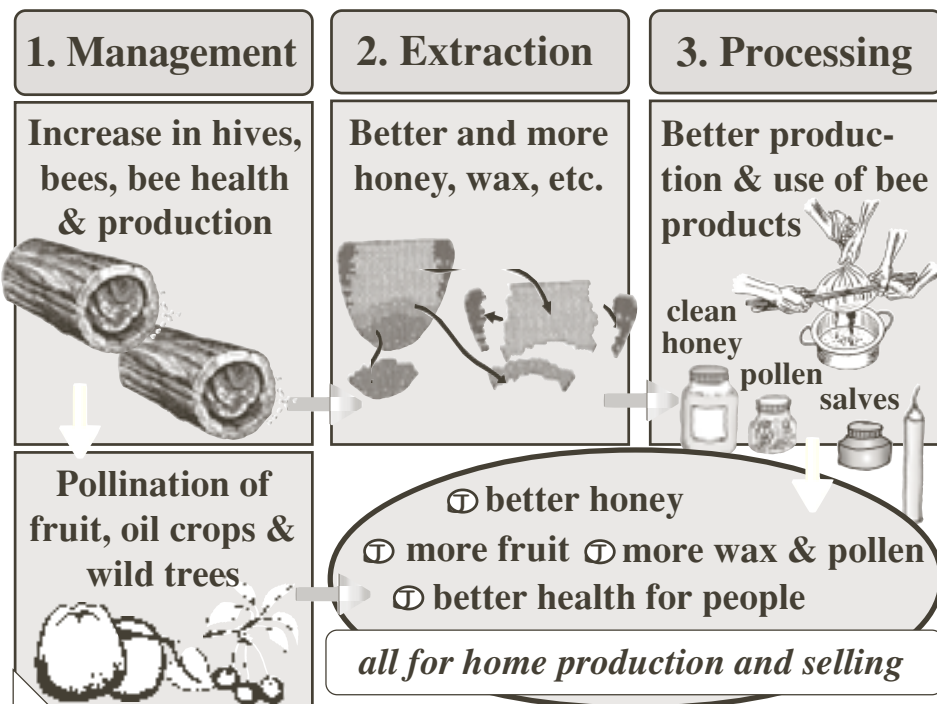 1. Management
2. Extraction
3. Processing
Increase in hives,
bees, bee health
& production
Better and more
honey, wax, etc.
Better produc-
tion & use of bee
products
clean
honey
pollen
salves
Pollination of
fruit, oil crops &
wild trees
J better honey
J more fruit J more wax & pollen
J better health for people
all for home production and selling